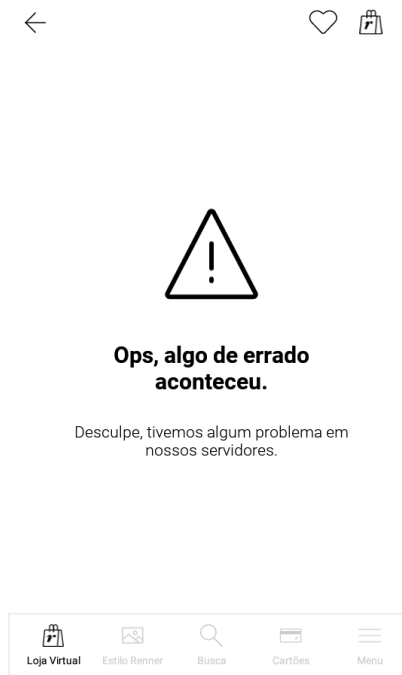 r
Ops, algo de errado
aconteceu.
Desculpe, tivemos algum problema em
nossos servidores.
r
Loja Virtual
Estilo Renner
Busca
Cartões
Menu